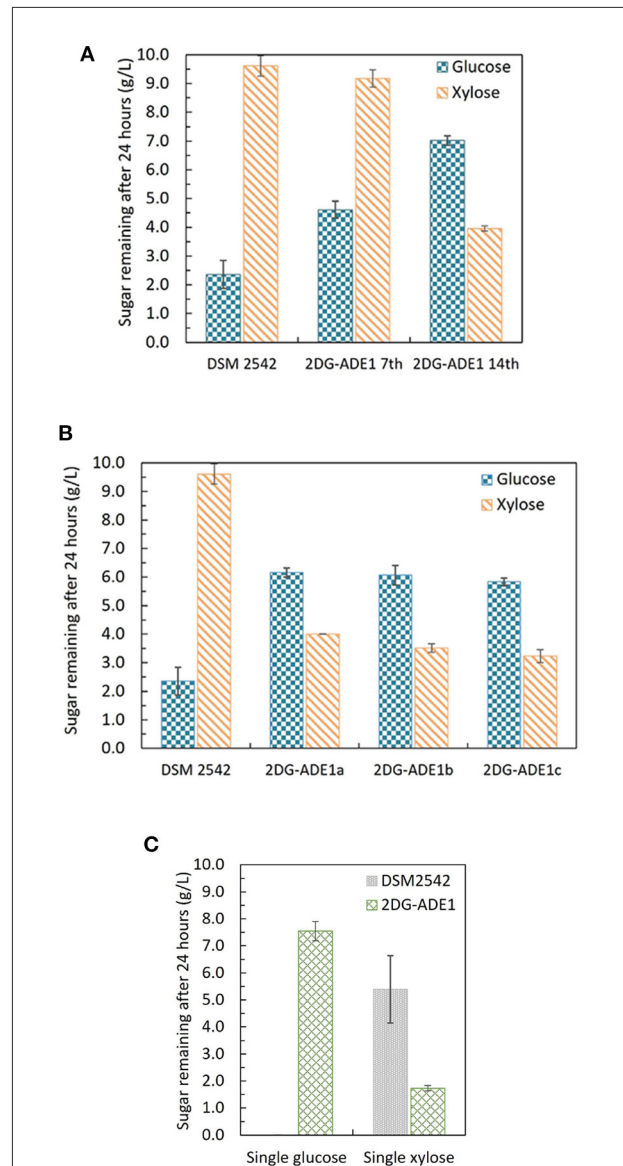 A
Sugar remaining after 24 hours (g/L)
10.0
9.0
8.0
7.0
6.0
5.0
4.0
3.0
2.0
1.0
0.0
Glucose
Xylose
DSM 2542
2DG-ADE1 7th
2DG-ADE1 14th
B
Sugar remaining after 24 hours (g/L)
10.0
9.0
8.0
7.0
6.0
5.0
4.0
3.0
2.0
1.0
0.0
Glucose
Xylose
DSM 2542
2DG-ADE1a
2DG-ADE1b
2DG-ADE1c
C
Sugar remaining after 24 hours (g/L)
10.0
9.0
8.0
7.0
6.0
5.0
4.0
3.0
2.0
1.0
0.0
DSM2542
2DG-ADE1
Single glucose
Single xylose